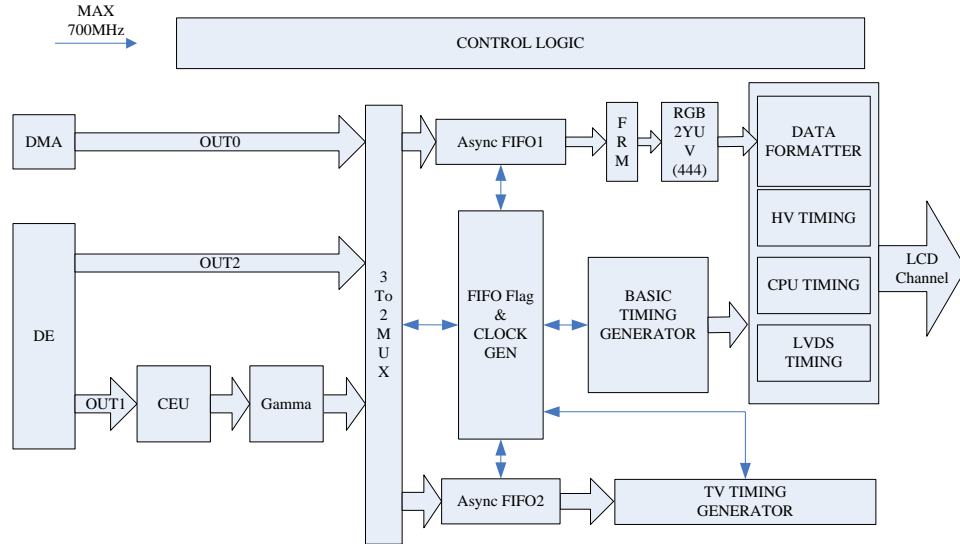 MAX
700MHz
CONTROL LOGIC
DMA
OUT0
Async FIFO1
F
R
M
RGB
2YU
V
(444)
DATA
FORMATTER
HV TIMING
CPU TIMING
LVDS
TIMING
LCD
Channel
DE
OUT2
3
To
2
M
U
X
FIFO Flag
&
CLOCK
GEN
BASIC
TIMING
GENERATOR
OUT1
CEU
Gamma
Async FIFO2
TV TIMING
GENERATOR